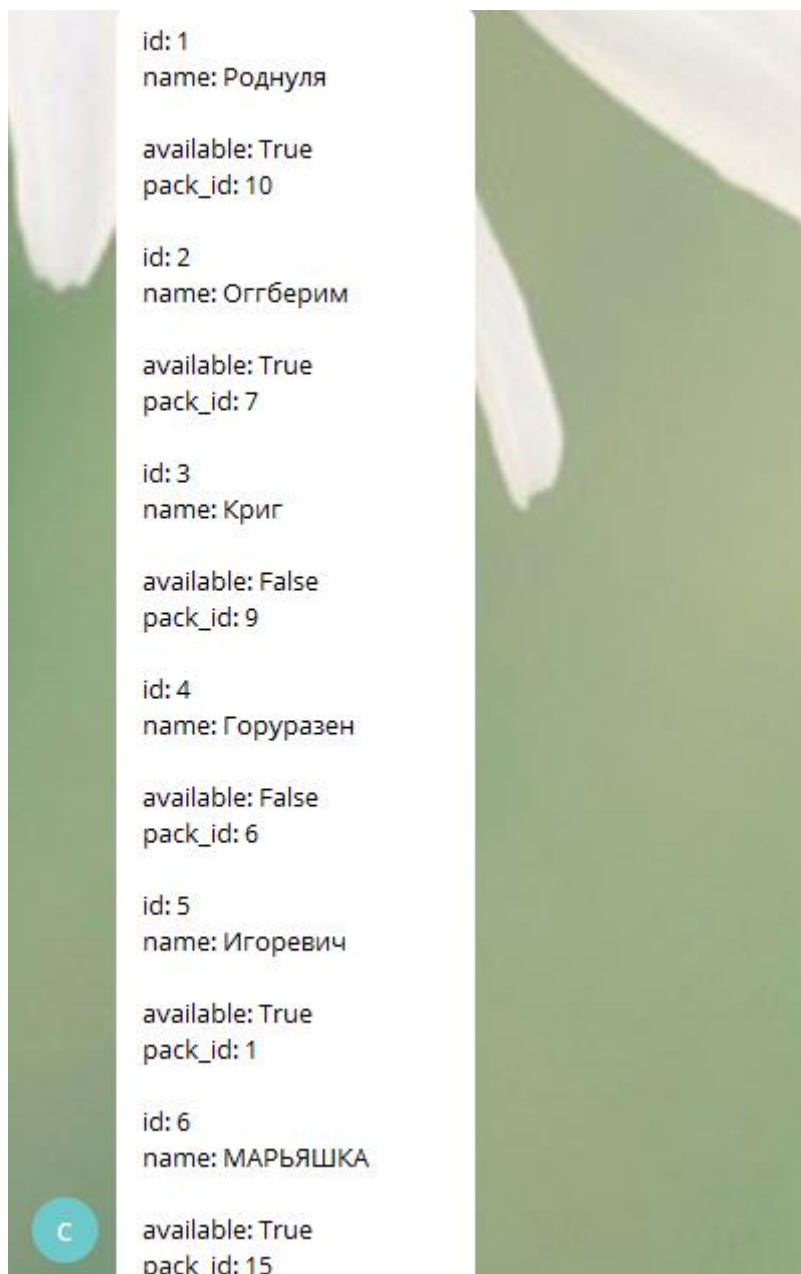 id: 1
name: Роднуля
available: True
pack_id: 10
id: 2
name: Оггберим
available: True
pack_id: 7
id: 3
name: Криг
available: False
pack_id: 9
id: 4
name: Горуразен
available: False
pack_id: 6
id: 5
name: Игоревич
available: True
pack_id: 1
id: 6
name: МАРЬЯШКА
available: True
pack_id: 15
C